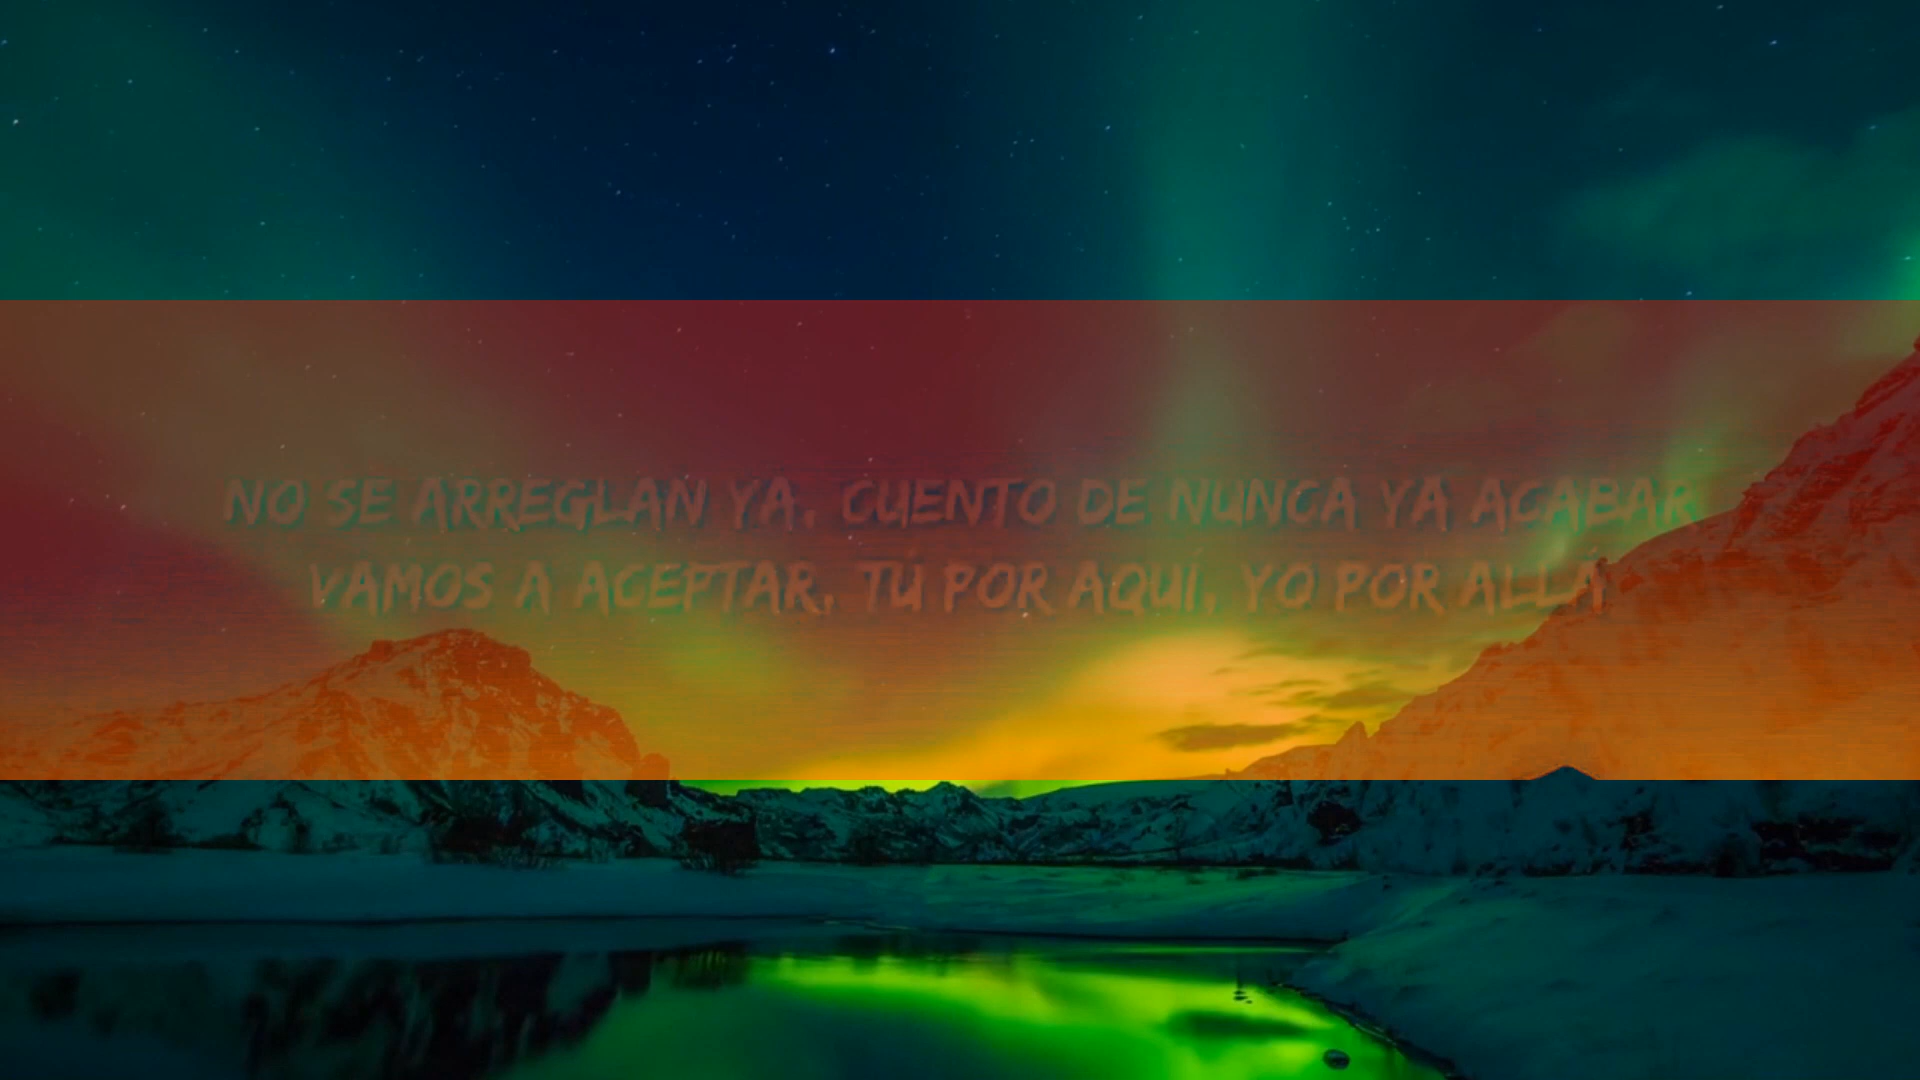 NO SE ARREGLAN YA, CUENTO DE NUNCA YA ACABAR
VAMOS A ACEPTAR, TÚ POR AQUÍ, YO POR ALLÁ